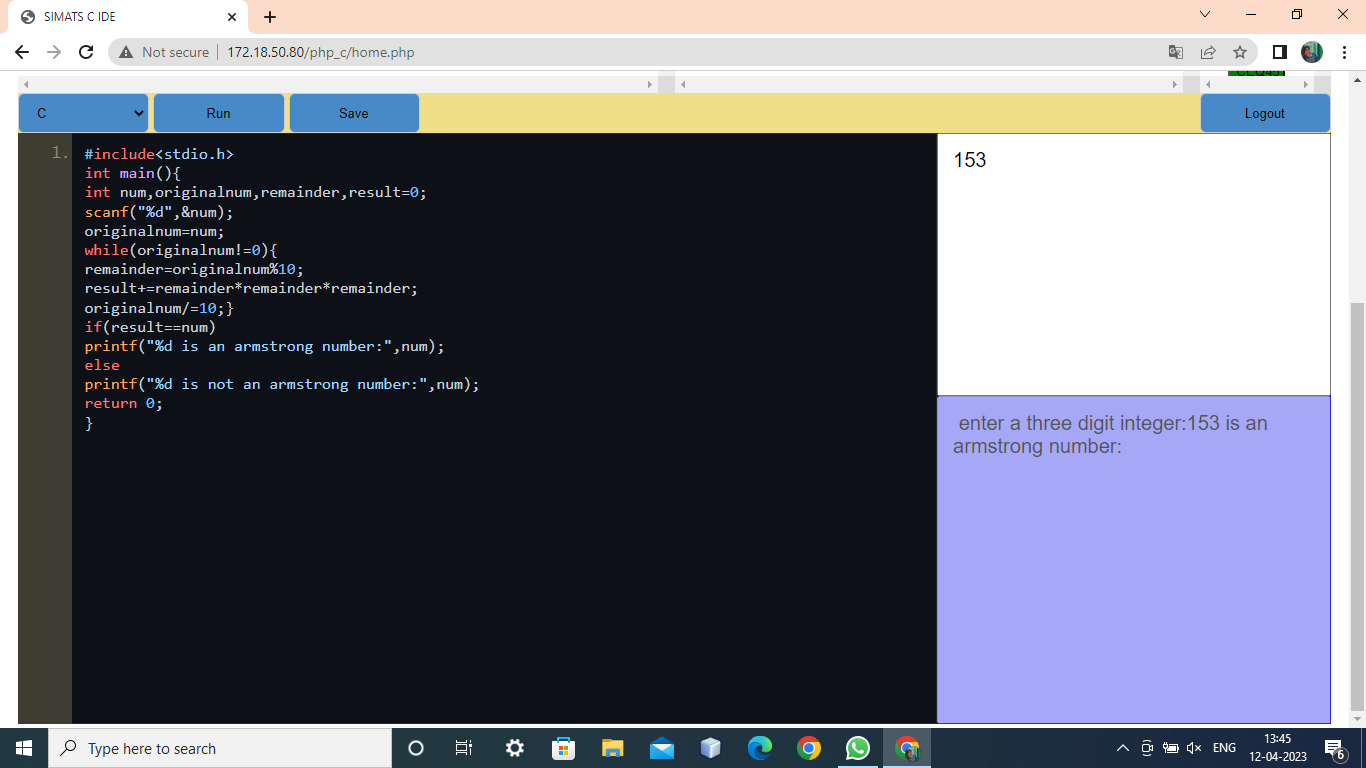 SIMATS C IDE
Not secure
172.18.50.80/php_c/home.php
C
Run
Save
Logout
1.
#include<stdio.h>
int main(){
int num,originalnum,remainder,result=0;
scanf("%d",&num);
originalnum=num;
while(originalnum!=0){
remainder=originalnum%10;
result+=remainder*remainder*remainder;
originalnum/=10;}
if(result==num)
printf("%d is an armstrong number:",num);
else
printf("%d is not an armstrong number:",num);
return 0;
}
153
enter a three digit integer:153 is an
armstrong number:
Type here to search
ENG
13:45
12-04-2023
6